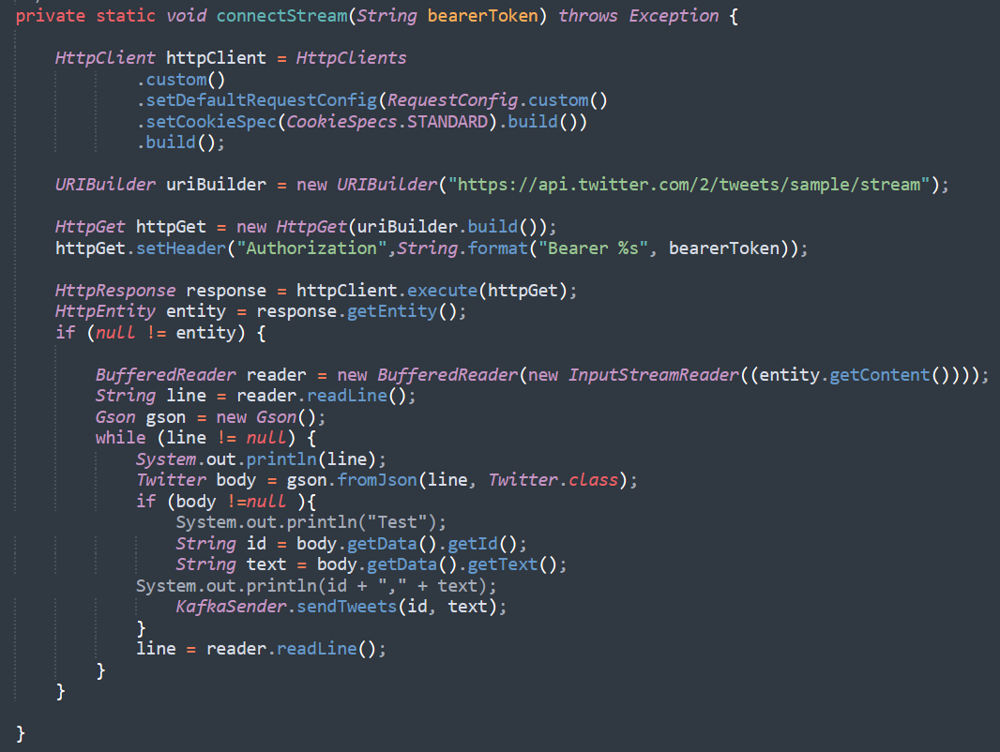 private static void connectStream(String bearerToken) throws Exception {
HttpClient httpClient = HttpClients
.custom()
.setDefaultRequestConfig(RequestConfig.custom()
.setCookieSpec(CookieSpecs.STANDARD).build())
.build();
URIBuilder uriBuilder = new URIBuilder("https://api.twitter.com/2/tweets/sample/stream");
HttpGet httpGet = new HttpGet(uriBuilder.build());
httpGet.setHeader("Authorization",String.format("Bearer %s", bearerToken));
HttpResponse response = httpClient.execute(httpGet);
HttpEntity entity = response.getEntity();
if (null != entity) {
BufferedReader reader = new BufferedReader(new InputStreamReader((entity.getContent())));
String line = reader.readLine();
Gson gson = new Gson();
while (line != null) {
System.out.println(line);
Twitter body = gson.fromJson(line, Twitter.class);
if (body !=null ){
System.out.println("Test");
String id = body.getData().getId();
String text = body.getData().getText();
System.out.println(id + "," + text);
KafkaSender.sendTweets(id, text);
}
line = reader.readLine();
}
}
}